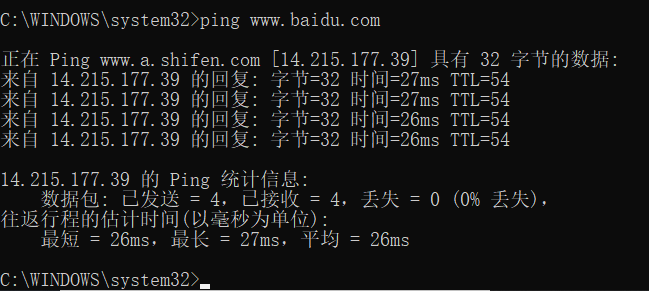 C:\WINDOWS\system32>ping www.baidu.com
正在 Ping www.a.shifen.com [14.215.177.39] 具有 32 字节的数据:
来自 14.215.177.39 的回复: 字节=32 时间=27ms TTL=54
来自 14.215.177.39 的回复: 字节=32 时间=27ms TTL=54
来自 14.215.177.39 的回复: 字节=32 时间=26ms TTL=54
来自 14.215.177.39 的回复: 字节=32 时间=26ms TTL=54
14.215.177.39 的 Ping 统计信息:
数据包: 已发送 = 4，已接收 = 4，丢失 = 0 (0% 丢失)，
往返行程的估计时间(以毫秒为单位):
最短 = 26ms，最长 = 27ms，平均 = 26ms
C:\WINDOWS\system32>